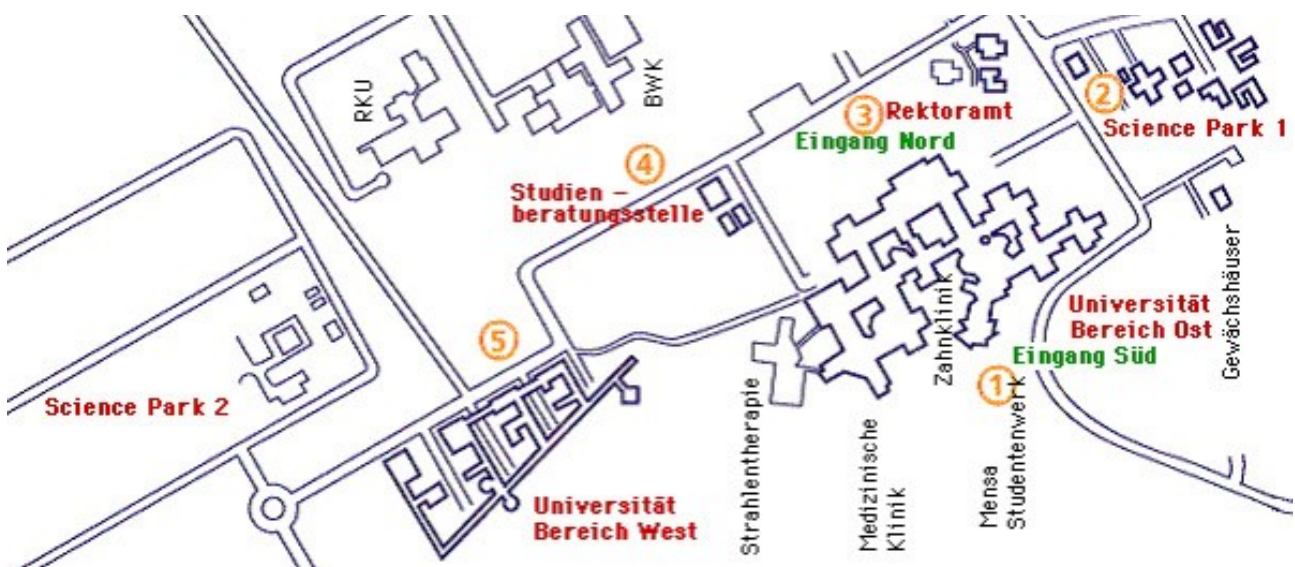 RKU
BWK
2
3
Rektoramt
Science Park 1
Eingang Nord
4
Studien –
beratungsstelle
Gewächshäuser
Universität
Bereich Ost
Zahnklinik
Eingang Süd
5
1
Science Park 2
Strahlentherapie
Medizinische
Klinik
Mensa
Studentenwerk
Universität
Bereich West